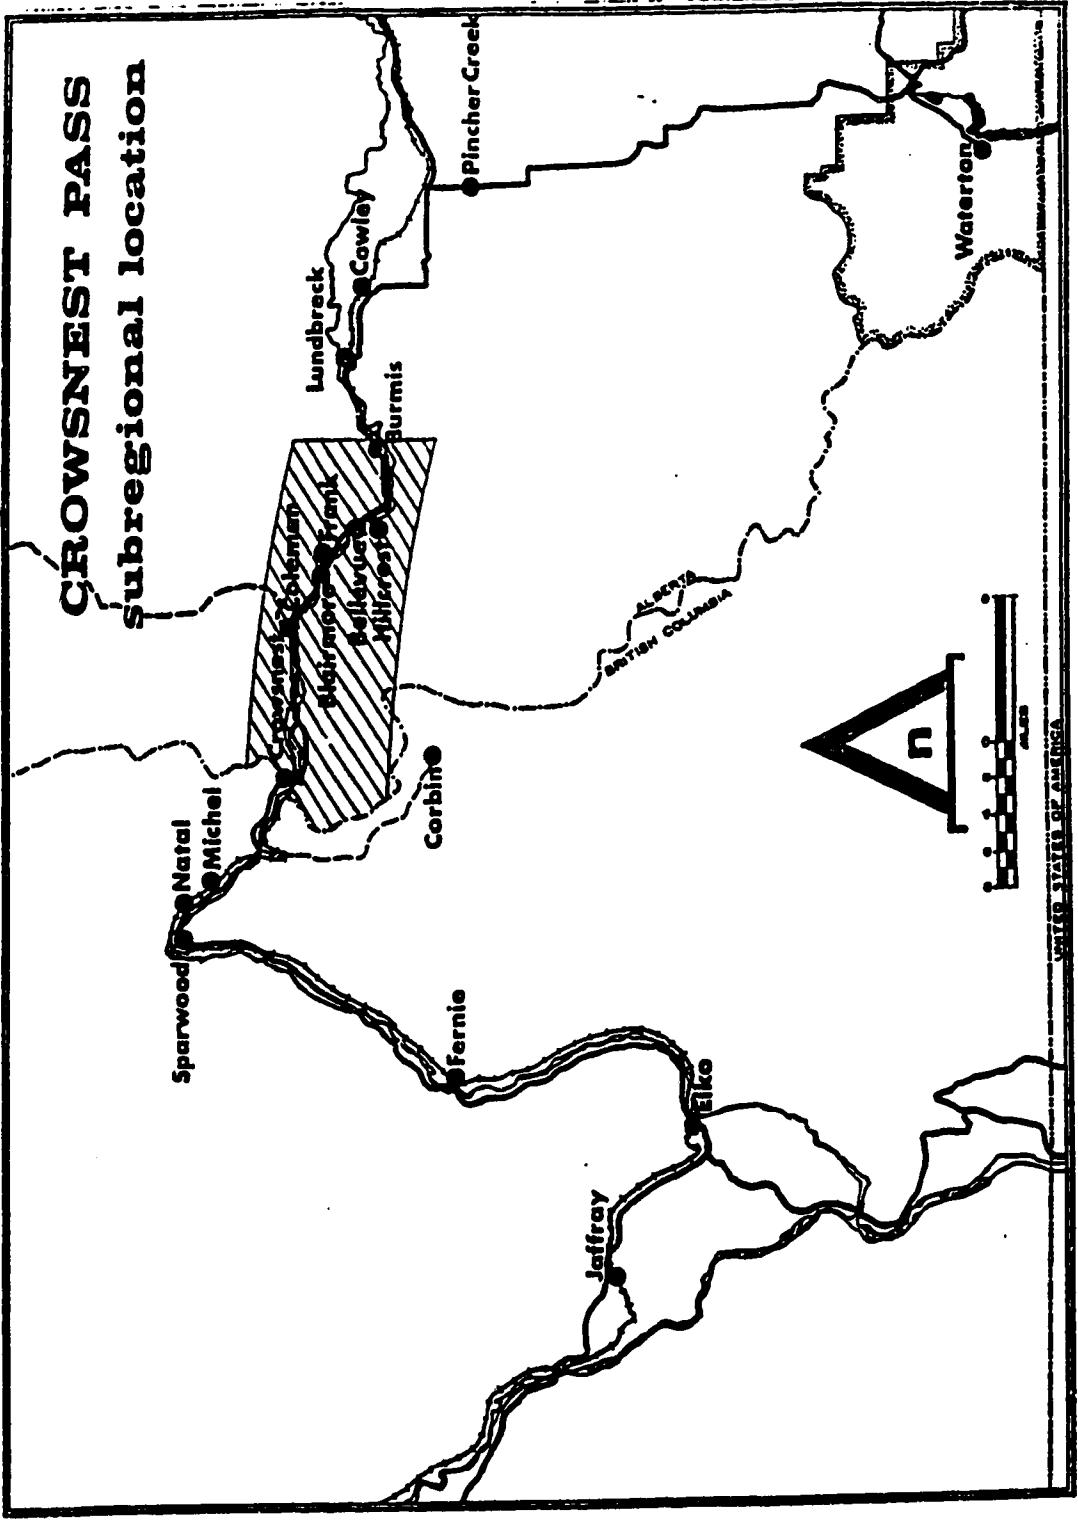 CROWSNEST PASS
subregional location
Sparwood
Natal
Michel
Crowsnest
Coleman
Blairmore
Frank
Bellevue
Hillcrest
Burmis
Lundbreck
Cowley
Pincher Creek
Corbin
Fernie
Elko
Jaffray
ALBERTA
BRITISH COLUMBIA
Waterton
n
MILES
UNITED STATES OF AMERICA